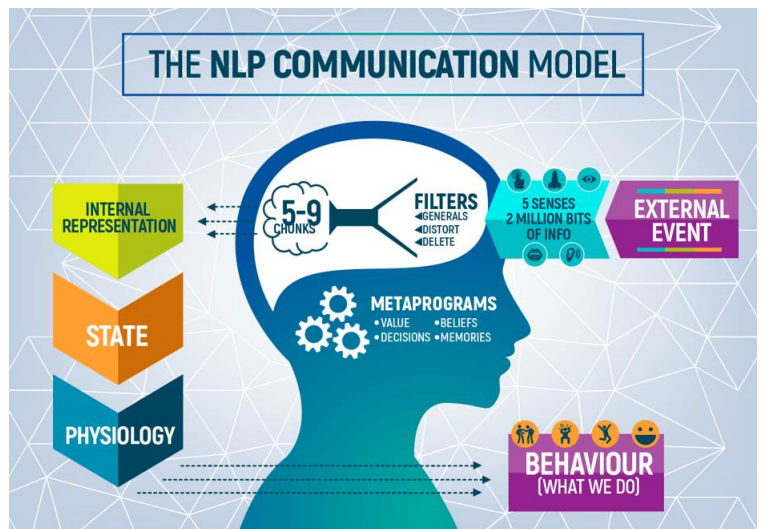 THE NLP COMMUNICATION MODEL
INTERNAL
REPRESENTATION
STATE
PHYSIOLOGY
5-9
CHUNKS
FILTERS
GENERALS
DISTORT
DELETE
5 SENSES
2 MILLION BITS
OF INFO
EXTERNAL
EVENT
METAPROGRAMS
•VALUE •BELIEFS
•DECISIONS •MEMORIES
BEHAVIOUR
(WHAT WE DO)